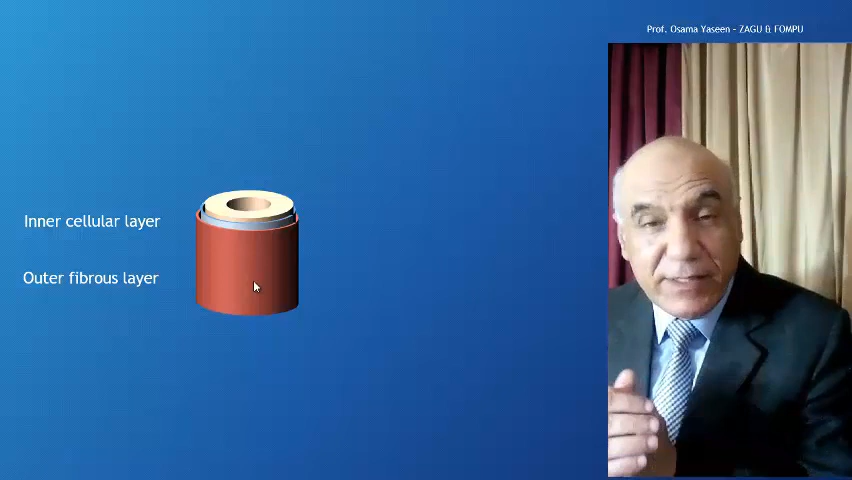 Prof. Osama Yaseen - ZAGU & FOMPU
Inner cellular layer
Outer fibrous layer